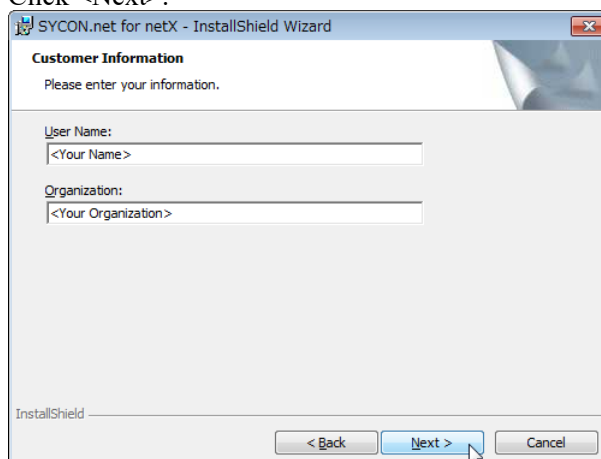 Click <Next>.
SYCON.net for netX - InstallShield Wizard
Customer Information
Please enter your information.
User Name:
<Your Name>
Organization:
<Your Organization>
InstallShield
< Back Next > Cancel